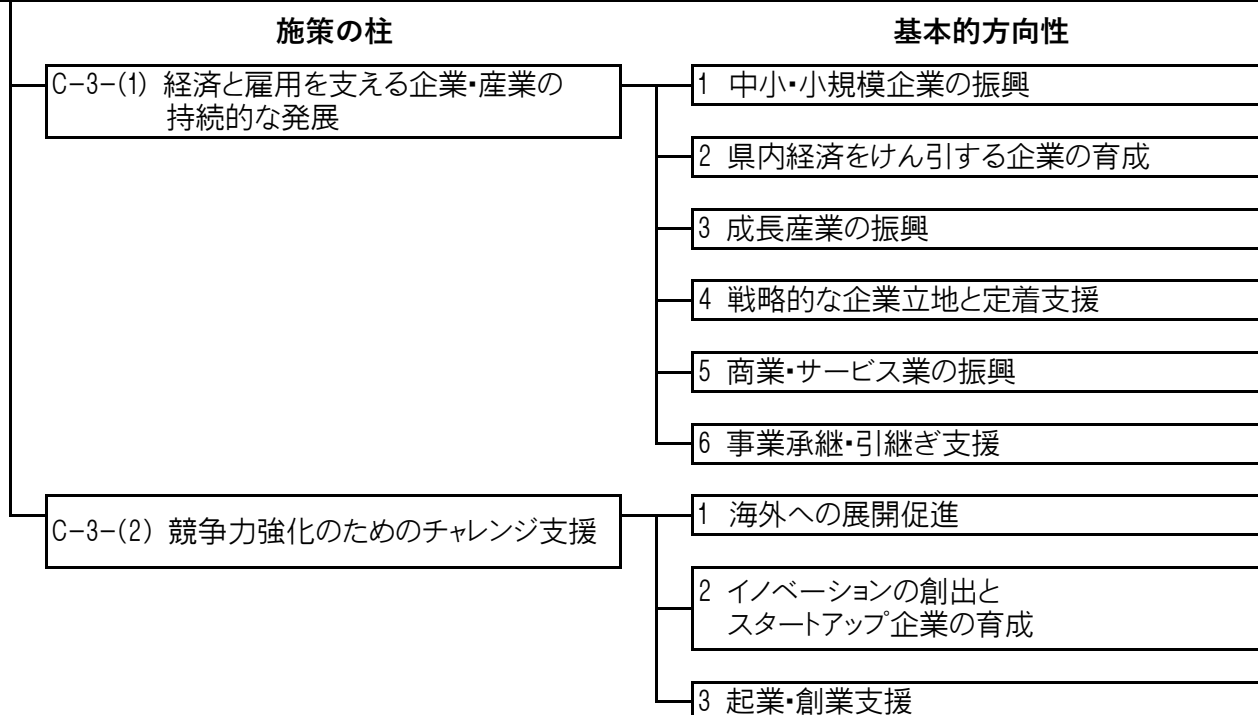 施策の柱
基本的方向性
C-3-(1) 経済と雇用を支える企業・産業の
持続的な発展
1 中小・小規模企業の振興
2 県内経済をけん引する企業の育成
3 成長産業の振興
4 戦略的な企業立地と定着支援
5 商業・サービス業の振興
6 事業承継・引継ぎ支援
C-3-(2) 競争力強化のためのチャレンジ支援
1 海外への展開促進
2 イノベーションの創出と
スタートアップ企業の育成
3 起業・創業支援